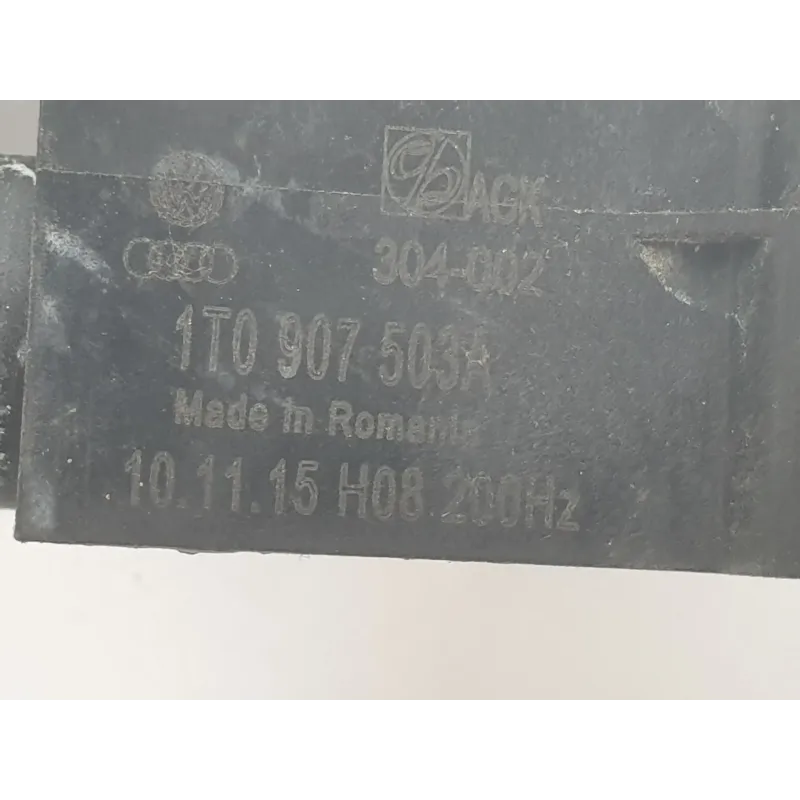 AGK
304-002
1T0 907 503A
Made in Romania
10.11.15 H08 200Hz